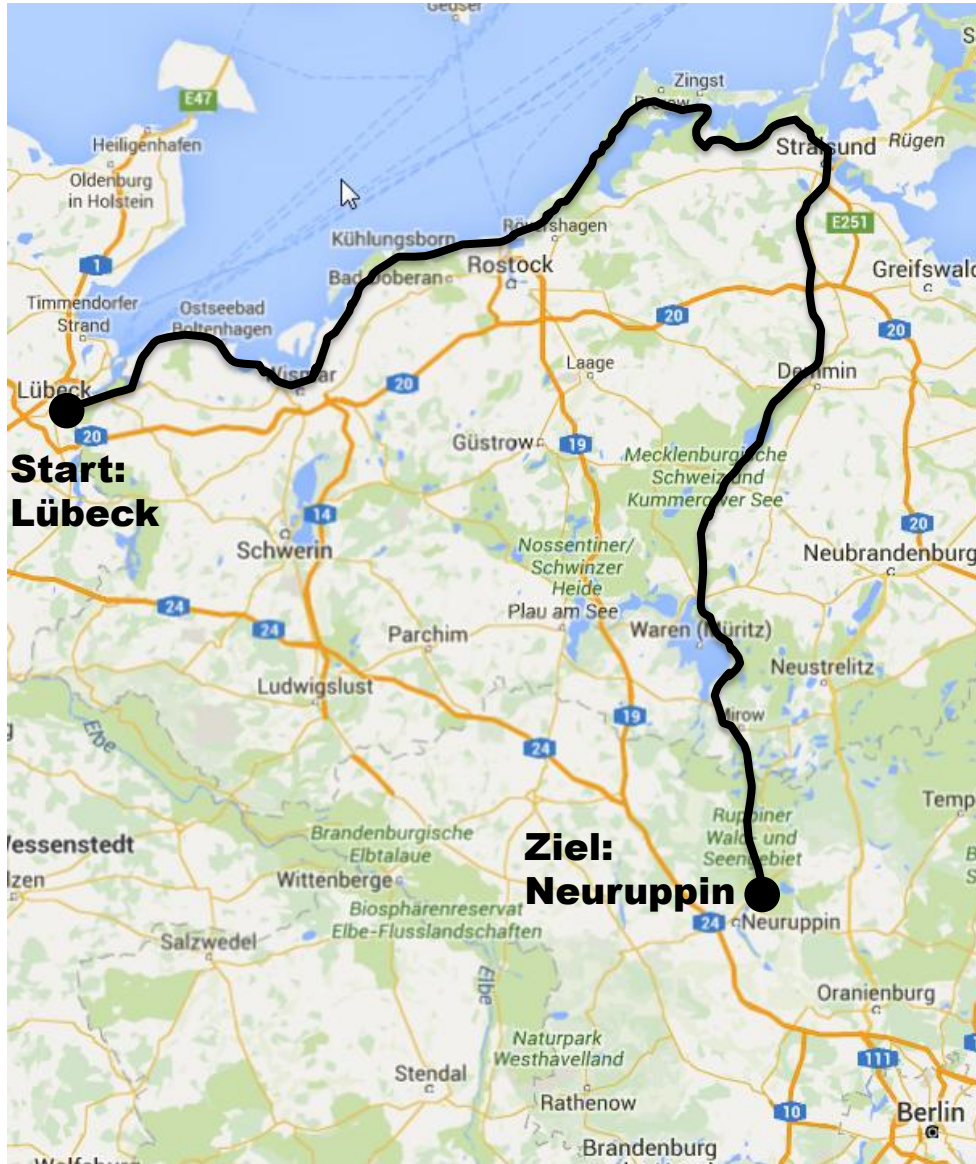 Zingst
Prerow
E47
Heiligenhafen
Oldenburg
in Holstein
Stralsund
Rügen
1
E251
Kühlungsborn
Rövershagen
Bad Doberan
Rostock
Greifswald
Timmendorfer
Strand
Ostseebad
Boltenhagen
20
20
Lübeck
Wismar
20
Laage
Demmin
20
Start:
Lübeck
Güstrow
19
Mecklenburgische
Schweiz und
Kummerower See
14
Schwerin
20
Nossentiner/
Schwinzer
Heide
Neubrandenburg
24
24
Plau am See
Parchim
Waren (Müritz)
Neustrelitz
Ludwigslust
Elbe
19
Mirow
24
Temp
Ruppiner
Wald- und
Seengebiet
Brandenburgische
Elbtalaue
Wittenberge
Ziel:
Neuruppin
Biosphärenreservat
Elbe-Flusslandschaften
24
Neuruppin
Salzwedel
Elbe
Oranienburg
Naturpark
Westhavelland
111
Stendal
Rathenow
10
Berlin
Brandenburg